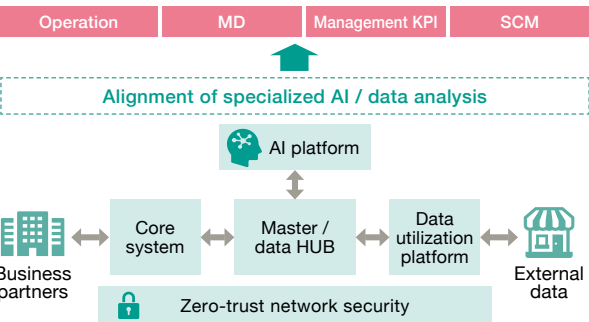 Operation
MD
Management KPI
SCM
Alignment of specialized AI / data analysis
AI platform
Core
system
Master /
data HUB
Data
utilization
platform
Business
partners
External
data
Zero-trust network security